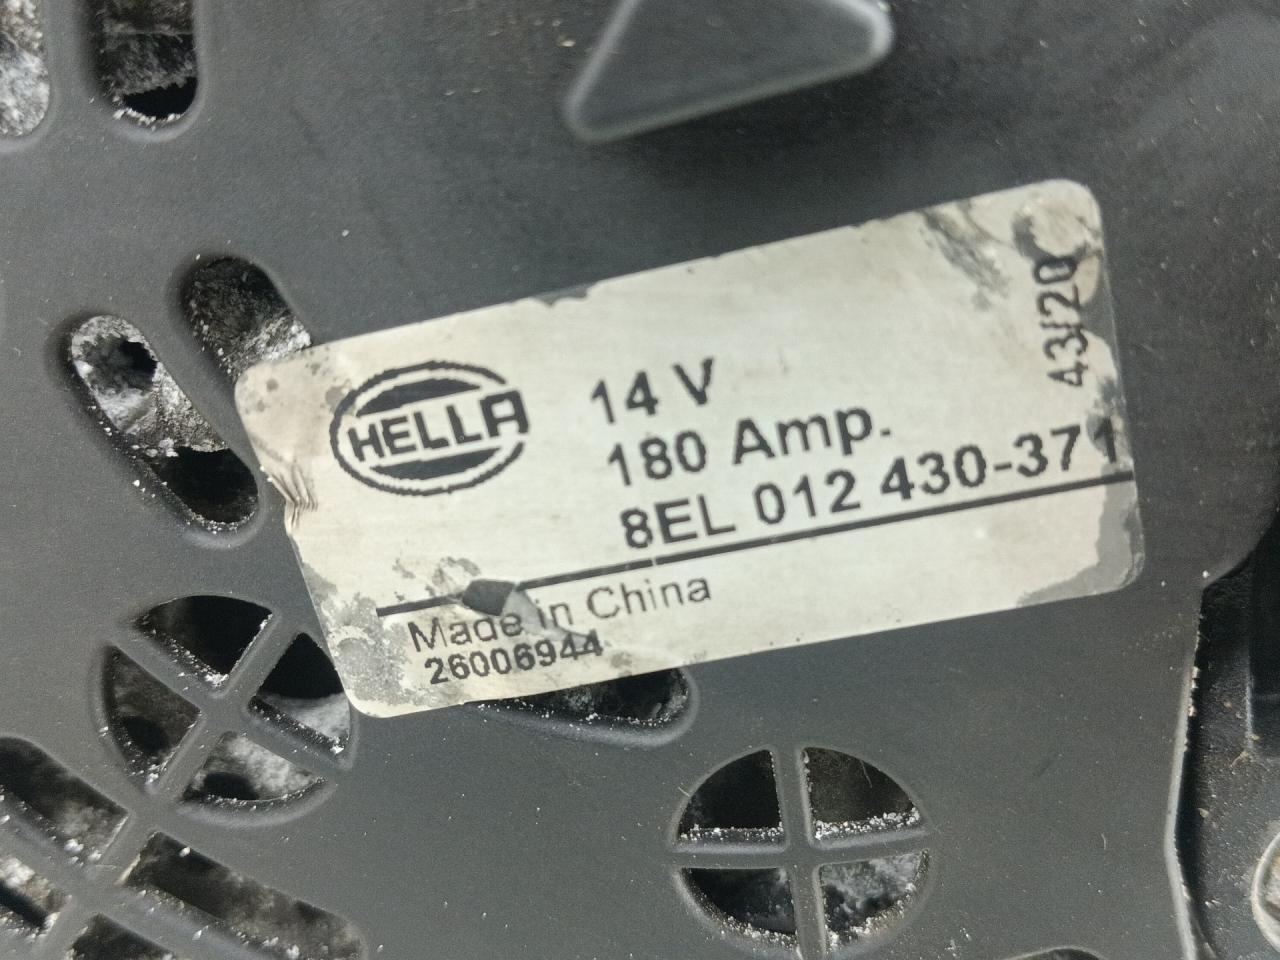 HELLA
14 V
180 Amp.
8EL 012 430-371
43/20
Made in China
26006944